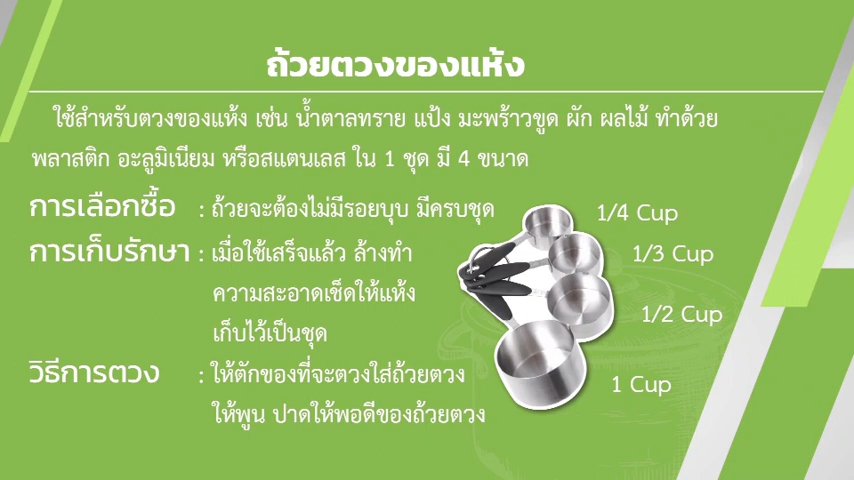 ถ้วยตวงของแห้ง
ใช้สำหรับตวงของแห้ง เช่น น้ำตาลทราย แป้ง มะพร้าวขูด ผัก ผลไม้ ทำด้วย
พลาสติก อะลูมิเนียม หรือสแตนเลส ใน 1 ชุด มี 4 ขนาด
การเลือกซื้อ : ถ้วยจะต้องไม่มีรอยบุบ มีครบชุด
1/4 Cup
การเก็บรักษา : เมื่อใช้เสร็จแล้ว ล้างทำ
1/3 Cup
ความสะอาดเช็ดให้แห้ง
1/2 Cup
เก็บไว้เป็นชุด
วิธีการตวง : ให้ตักของที่จะตวงใส่ถ้วยตวง
1 Cup
ให้พูน ปาดให้พอดีของถ้วยตวง